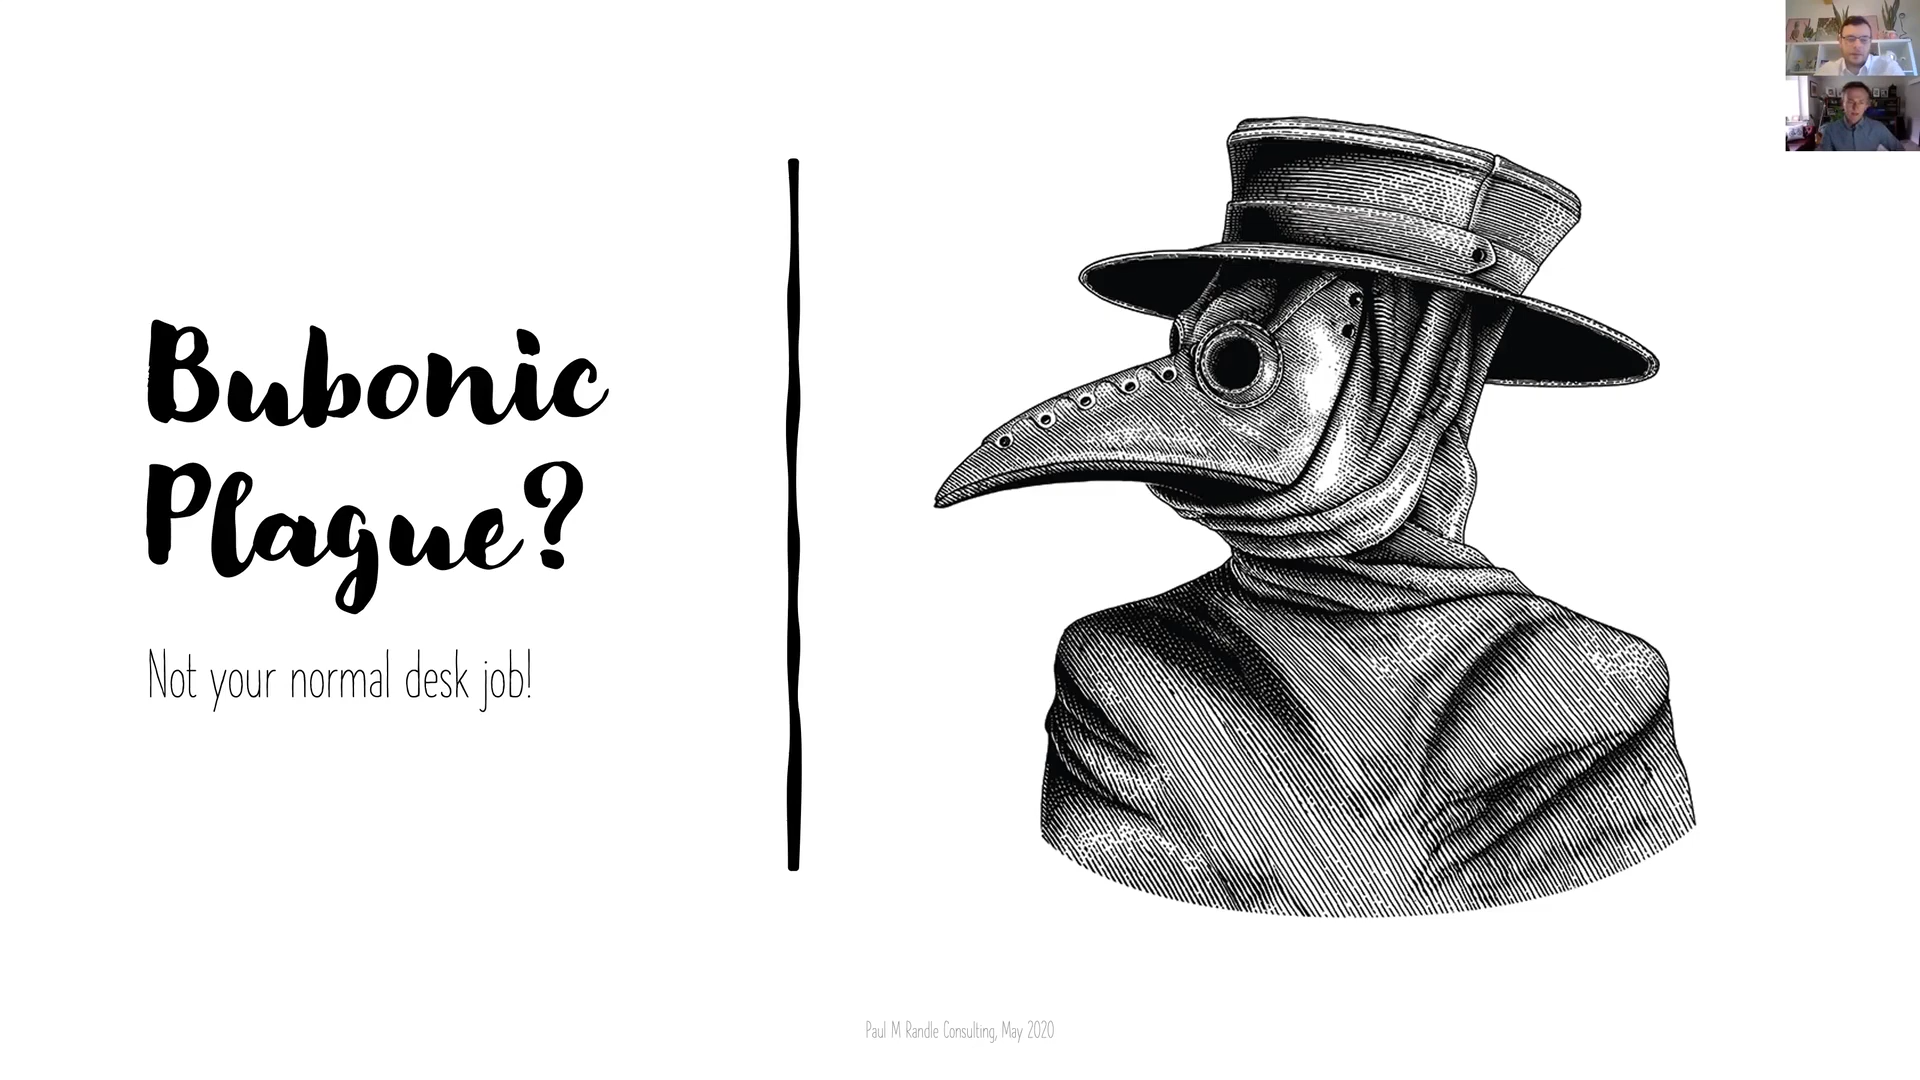 Bubonic
Plague?
Not your normal desk job!
Paul M Randle Consulting, May 2020